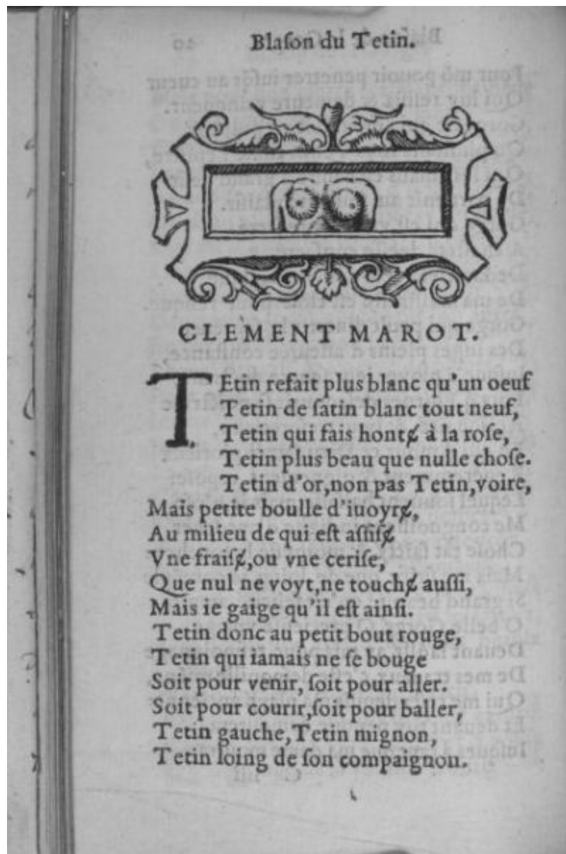 Blaſon du Tetin.
CLEMENT MAROT.
TEtin refait plus blanc qu'un oeuf
Tetin de ſatin blanc tout neuf,
Tetin qui fais honte̸ à la roſe,
Tetin plus beau que nulle choſe.
Tetin d'or, non pas Tetin, voire,
Mais petite boulle d'iuoyre̸,
Au milieu de qui eſt aſſiſe̸
Vne fraiſe̸, ou vne ceriſe,
Que nul ne voyt, ne touche̸ auſſi,
Mais ie gaige qu'il eſt ainſi.
Tetin donc au petit bout rouge,
Tetin qui iamais ne ſe bouge
Soit pour venir, ſoit pour aller.
Soit pour courir, ſoit pour baller,
Tetin gauche, Tetin mignon,
Tetin loing de ſon compaignon.